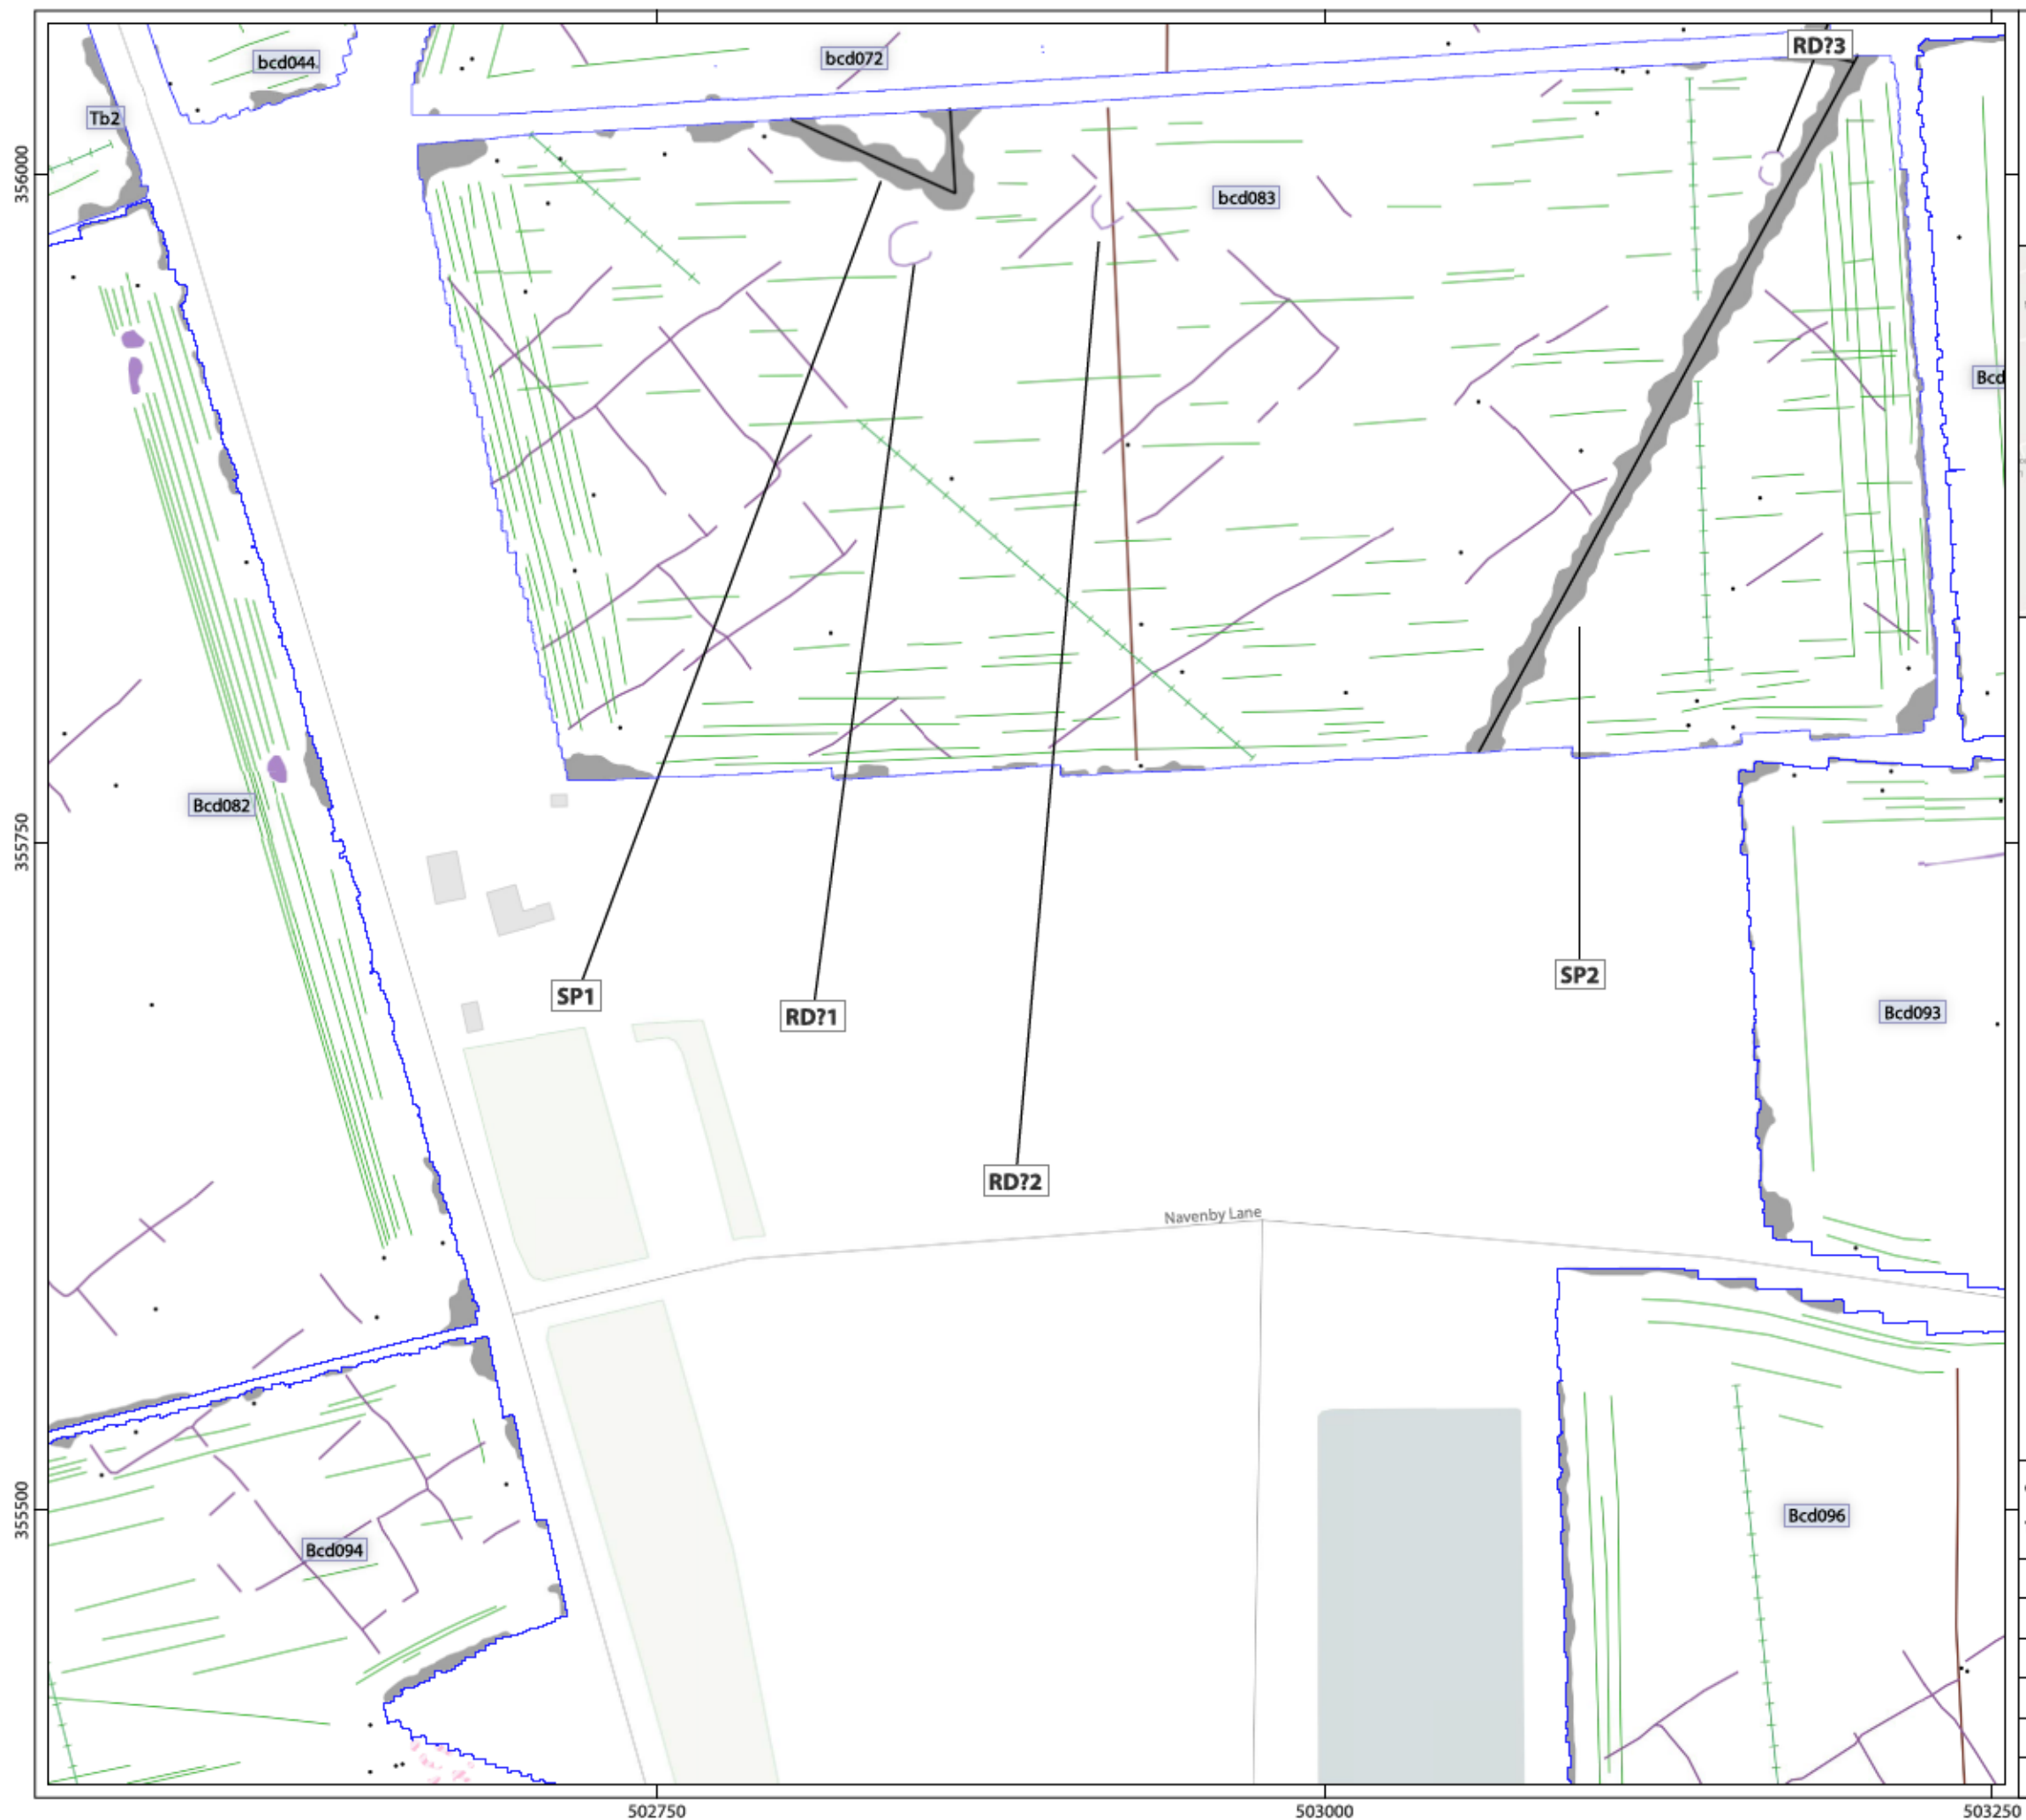 RD?3
bcd044
bcd072
Tb2
356000
bcd083
Bcd
Bcd082
355750
SP1
RD?1
SP2
Bcd093
RD?2
Navenby Lane
355500
Bcd094
Bcd096
502750
503000
503250